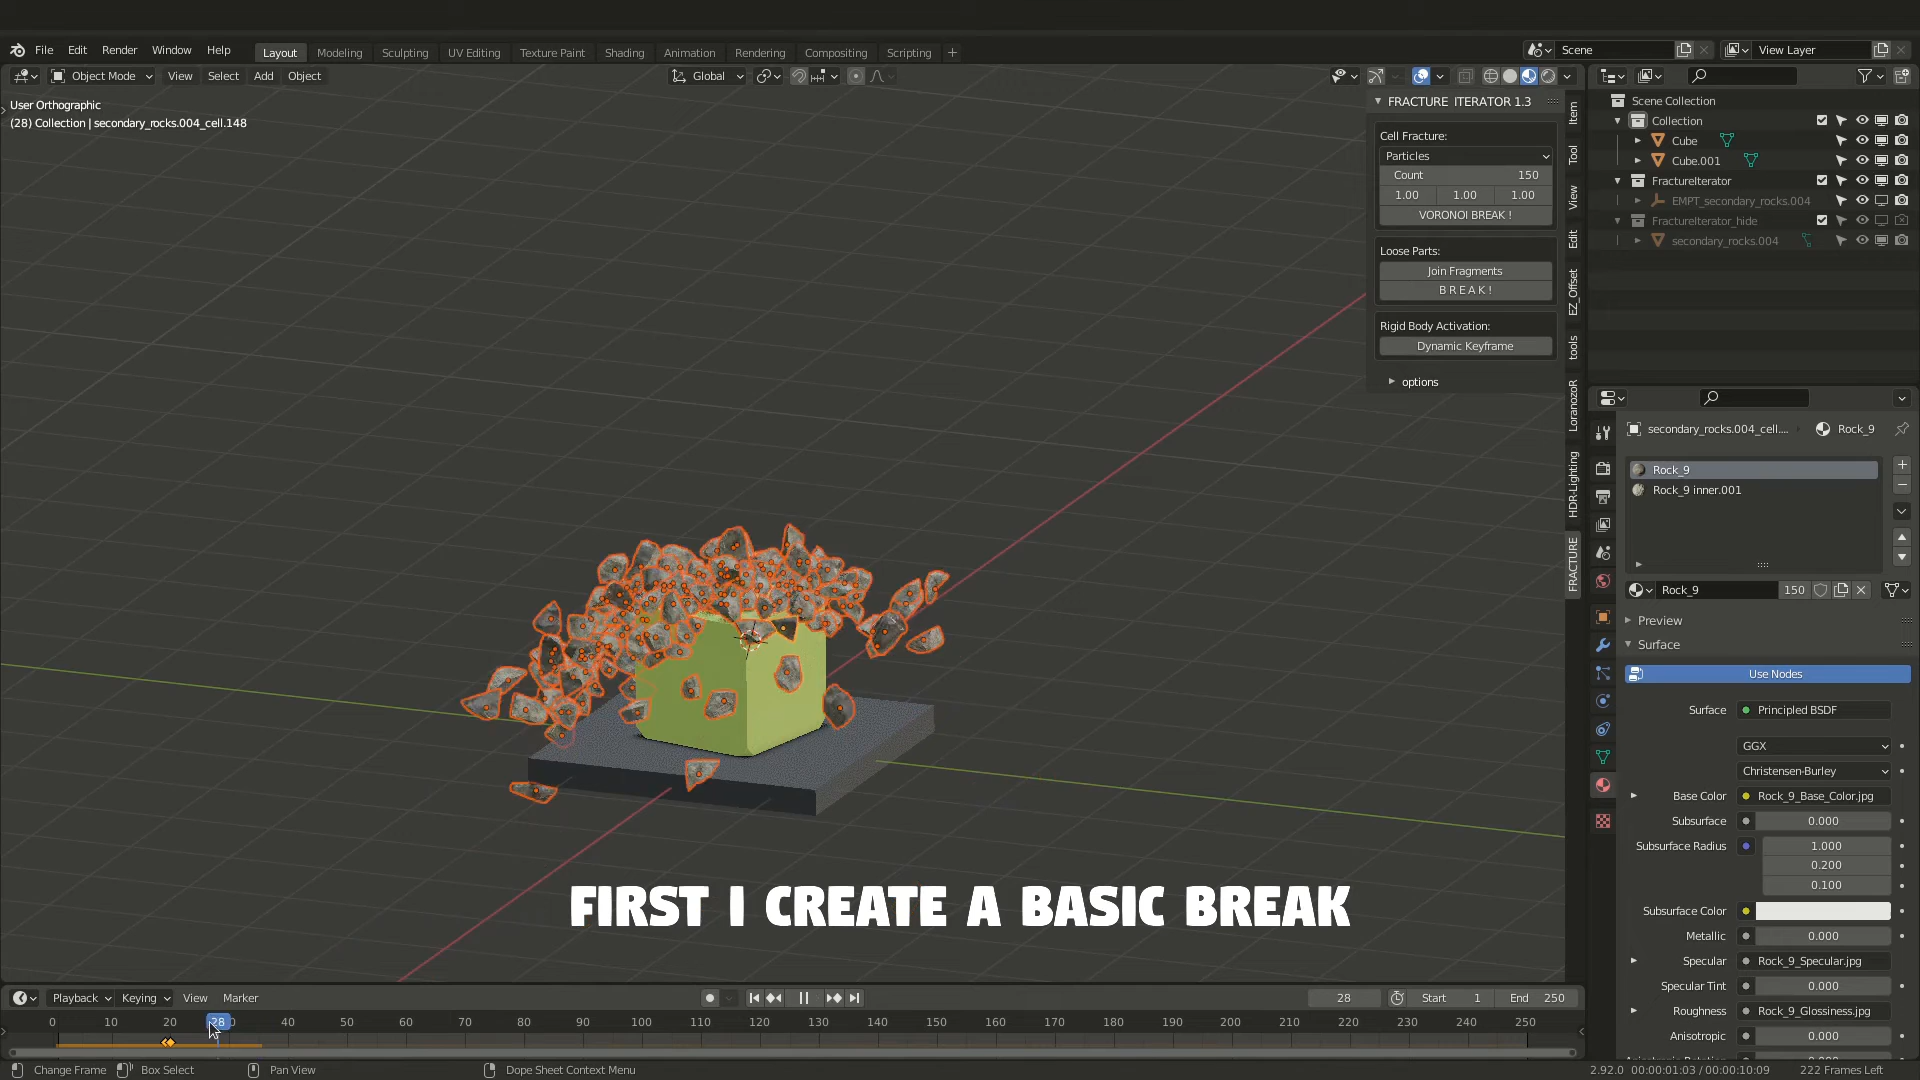 File Edit Render Window Help
Layout Modeling Sculpting UV Editing Texture Paint Shading Animation Rendering Compositing Scripting +
Scene
View Layer
Object Mode View Select Add Object
Global
User Orthographic
(28) Collection | secondary_rocks.004_cell.148
FRACTURE ITERATOR 1.3
Cell Fracture:
Particles
Count 150
1.00 1.00 1.00
VORONOI BREAK !
Loose Parts:
Join Fragments
B R E A K !
Rigid Body Activation:
Dynamic Keyframe
options
Item
Tool
View
Edit
EZ_Offset
tools
LoranozoR
HDR-Lighting
FRACTURE
Scene Collection
Collection
Cube
Cube.001
FractureIterator
EMPT_secondary_rocks.004
FractureIterator_hide
secondary_rocks.004
secondary_rocks.004_cell.... Rock_9
Rock_9
Rock_9 inner.001
Rock_9 150
Preview
Surface
Use Nodes
Surface Principled BSDF
GGX
Christensen-Burley
Base Color Rock_9_Base_Color.jpg
Subsurface 0.000
Subsurface Radius 1.000
0.200
0.100
Subsurface Color
Metallic 0.000
Specular Rock_9_Specular.jpg
Specular Tint 0.000
Roughness Rock_9_Glossiness.jpg
Anisotropic 0.000
FIRST I CREATE A BASIC BREAK
Playback Keying View Marker
28 Start 1 End 250
0 10 20 28 40 50 60 70 80 90 100 110 120 130 140 150 160 170 180 190 200 210 220 230 240 250
Change Frame Box Select Pan View Dope Sheet Context Menu
2.92.0 00:00:01:03 / 00:00:10:09 222 Frames Left